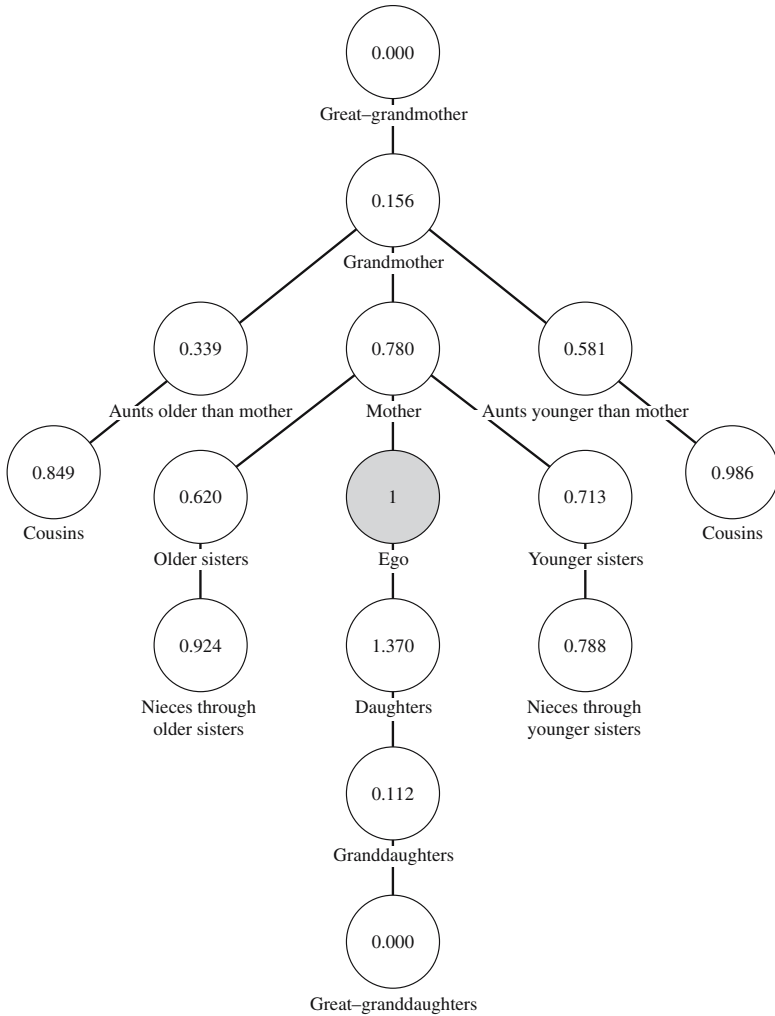 0.000
Great–grandmother
0.156
Grandmother
0.339
0.780
0.581
Aunts older than mother
Mother
Aunts younger than mother
0.849
0.620
1
0.713
0.986
Cousins
Older sisters
Ego
Younger sisters
Cousins
0.924
1.370
0.788
Nieces through
older sisters
Daughters
Nieces through
younger sisters
0.112
Granddaughters
0.000
Great–granddaughters